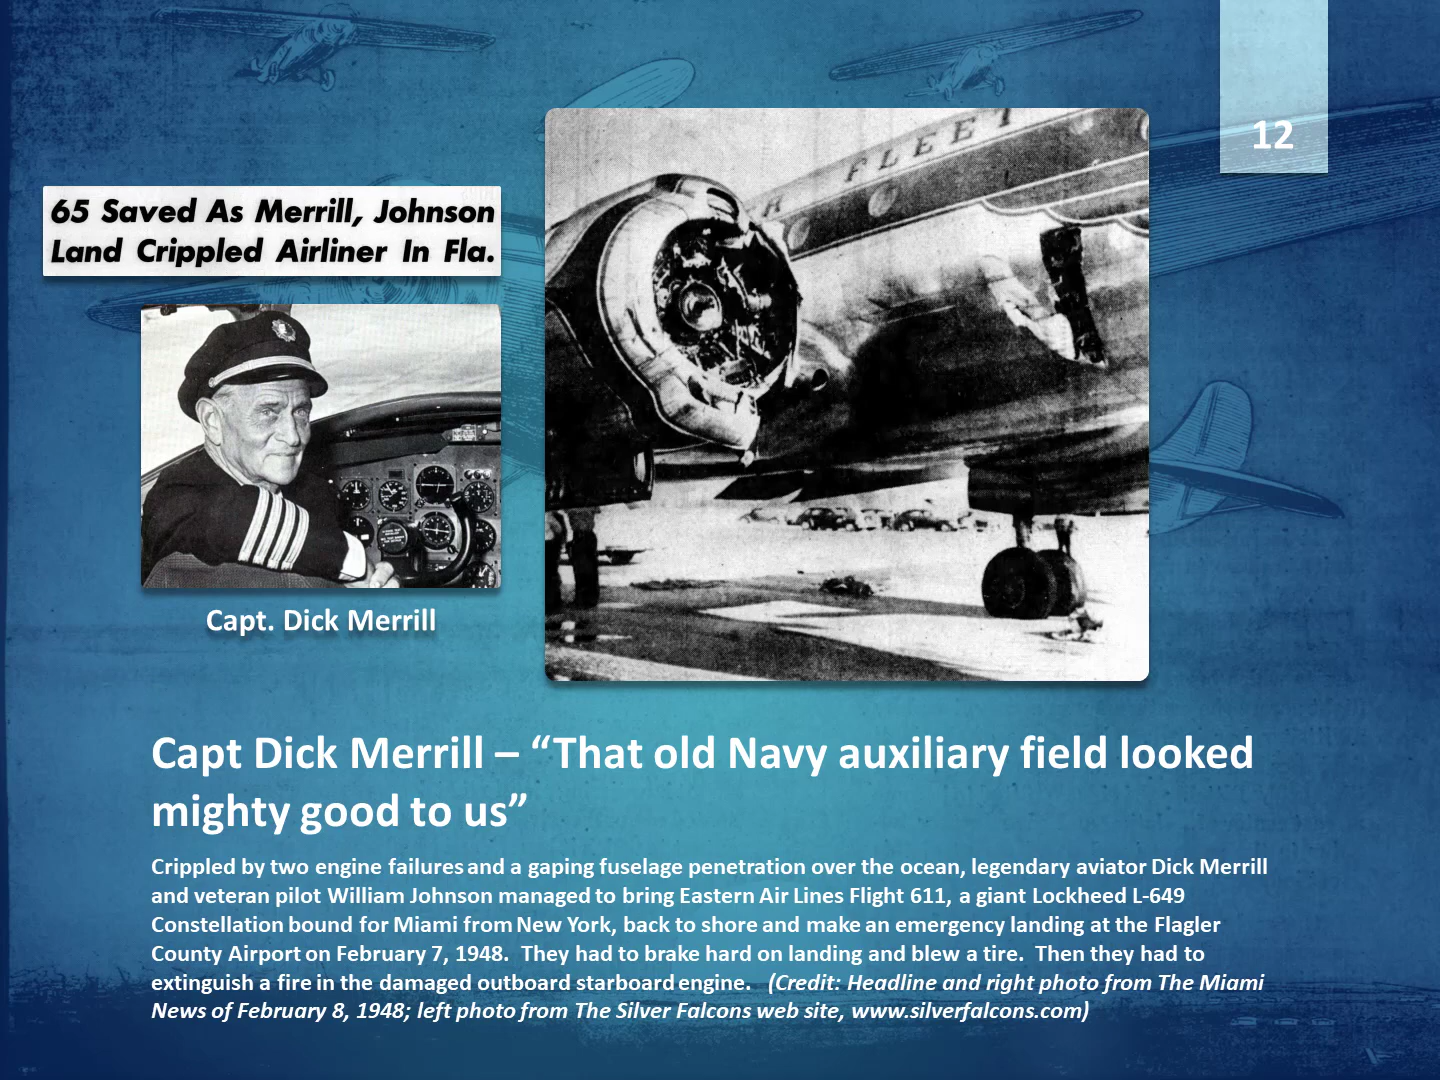 12
65 Saved As Merrill, Johnson
Land Crippled Airliner In Fla.
FLEET
Capt. Dick Merrill
Capt Dick Merrill – “That old Navy auxiliary field looked
mighty good to us”
Crippled by two engine failures and a gaping fuselage penetration over the ocean, legendary aviator Dick Merrill
and veteran pilot William Johnson managed to bring Eastern Air Lines Flight 611, a giant Lockheed L-649
Constellation bound for Miami from New York, back to shore and make an emergency landing at the Flagler
County Airport on February 7, 1948.  They had to brake hard on landing and blew a tire.  Then they had to
extinguish a fire in the damaged outboard starboard engine.   (Credit: Headline and right photo from The Miami
News of February 8, 1948; left photo from The Silver Falcons web site, www.silverfalcons.com)